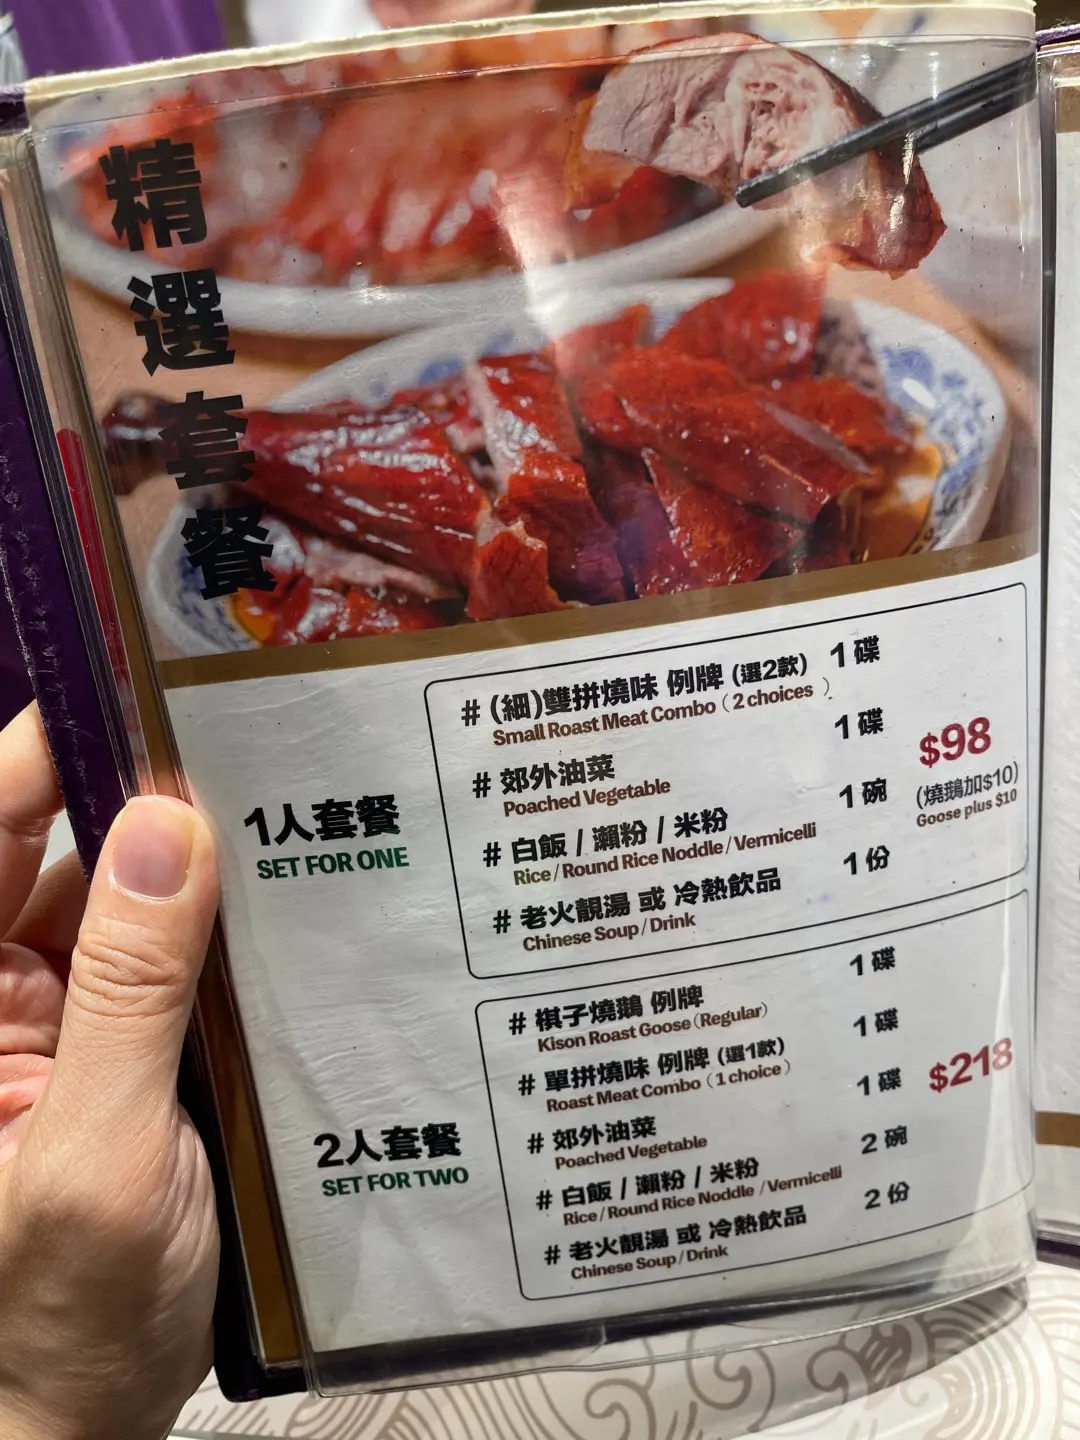 精選套餐
1人套餐
SET FOR ONE
# (細)雙拼燒味 例牌 (選2款) 1 碟
Small Roast Meat Combo ( 2 choices )
# 郊外油菜 1 碟
Poached Vegetable
# 白飯 / 瀨粉 / 米粉 1 碗
Rice / Round Rice Noddle / Vermicelli
# 老火靚湯 或 冷熱飲品 1 份
Chinese Soup / Drink
$98
(燒鵝加$10)
Goose plus $10
2人套餐
SET FOR TWO
# 棋子燒鵝 例牌 1 碟
Kison Roast Goose (Regular)
# 單拼燒味 例牌 (選1款) 1 碟
Roast Meat Combo ( 1 choice )
# 郊外油菜 1 碟
Poached Vegetable
# 白飯 / 瀨粉 / 米粉 2 碗
Rice / Round Rice Noddle / Vermicelli
# 老火靚湯 或 冷熱飲品 2 份
Chinese Soup / Drink
$218